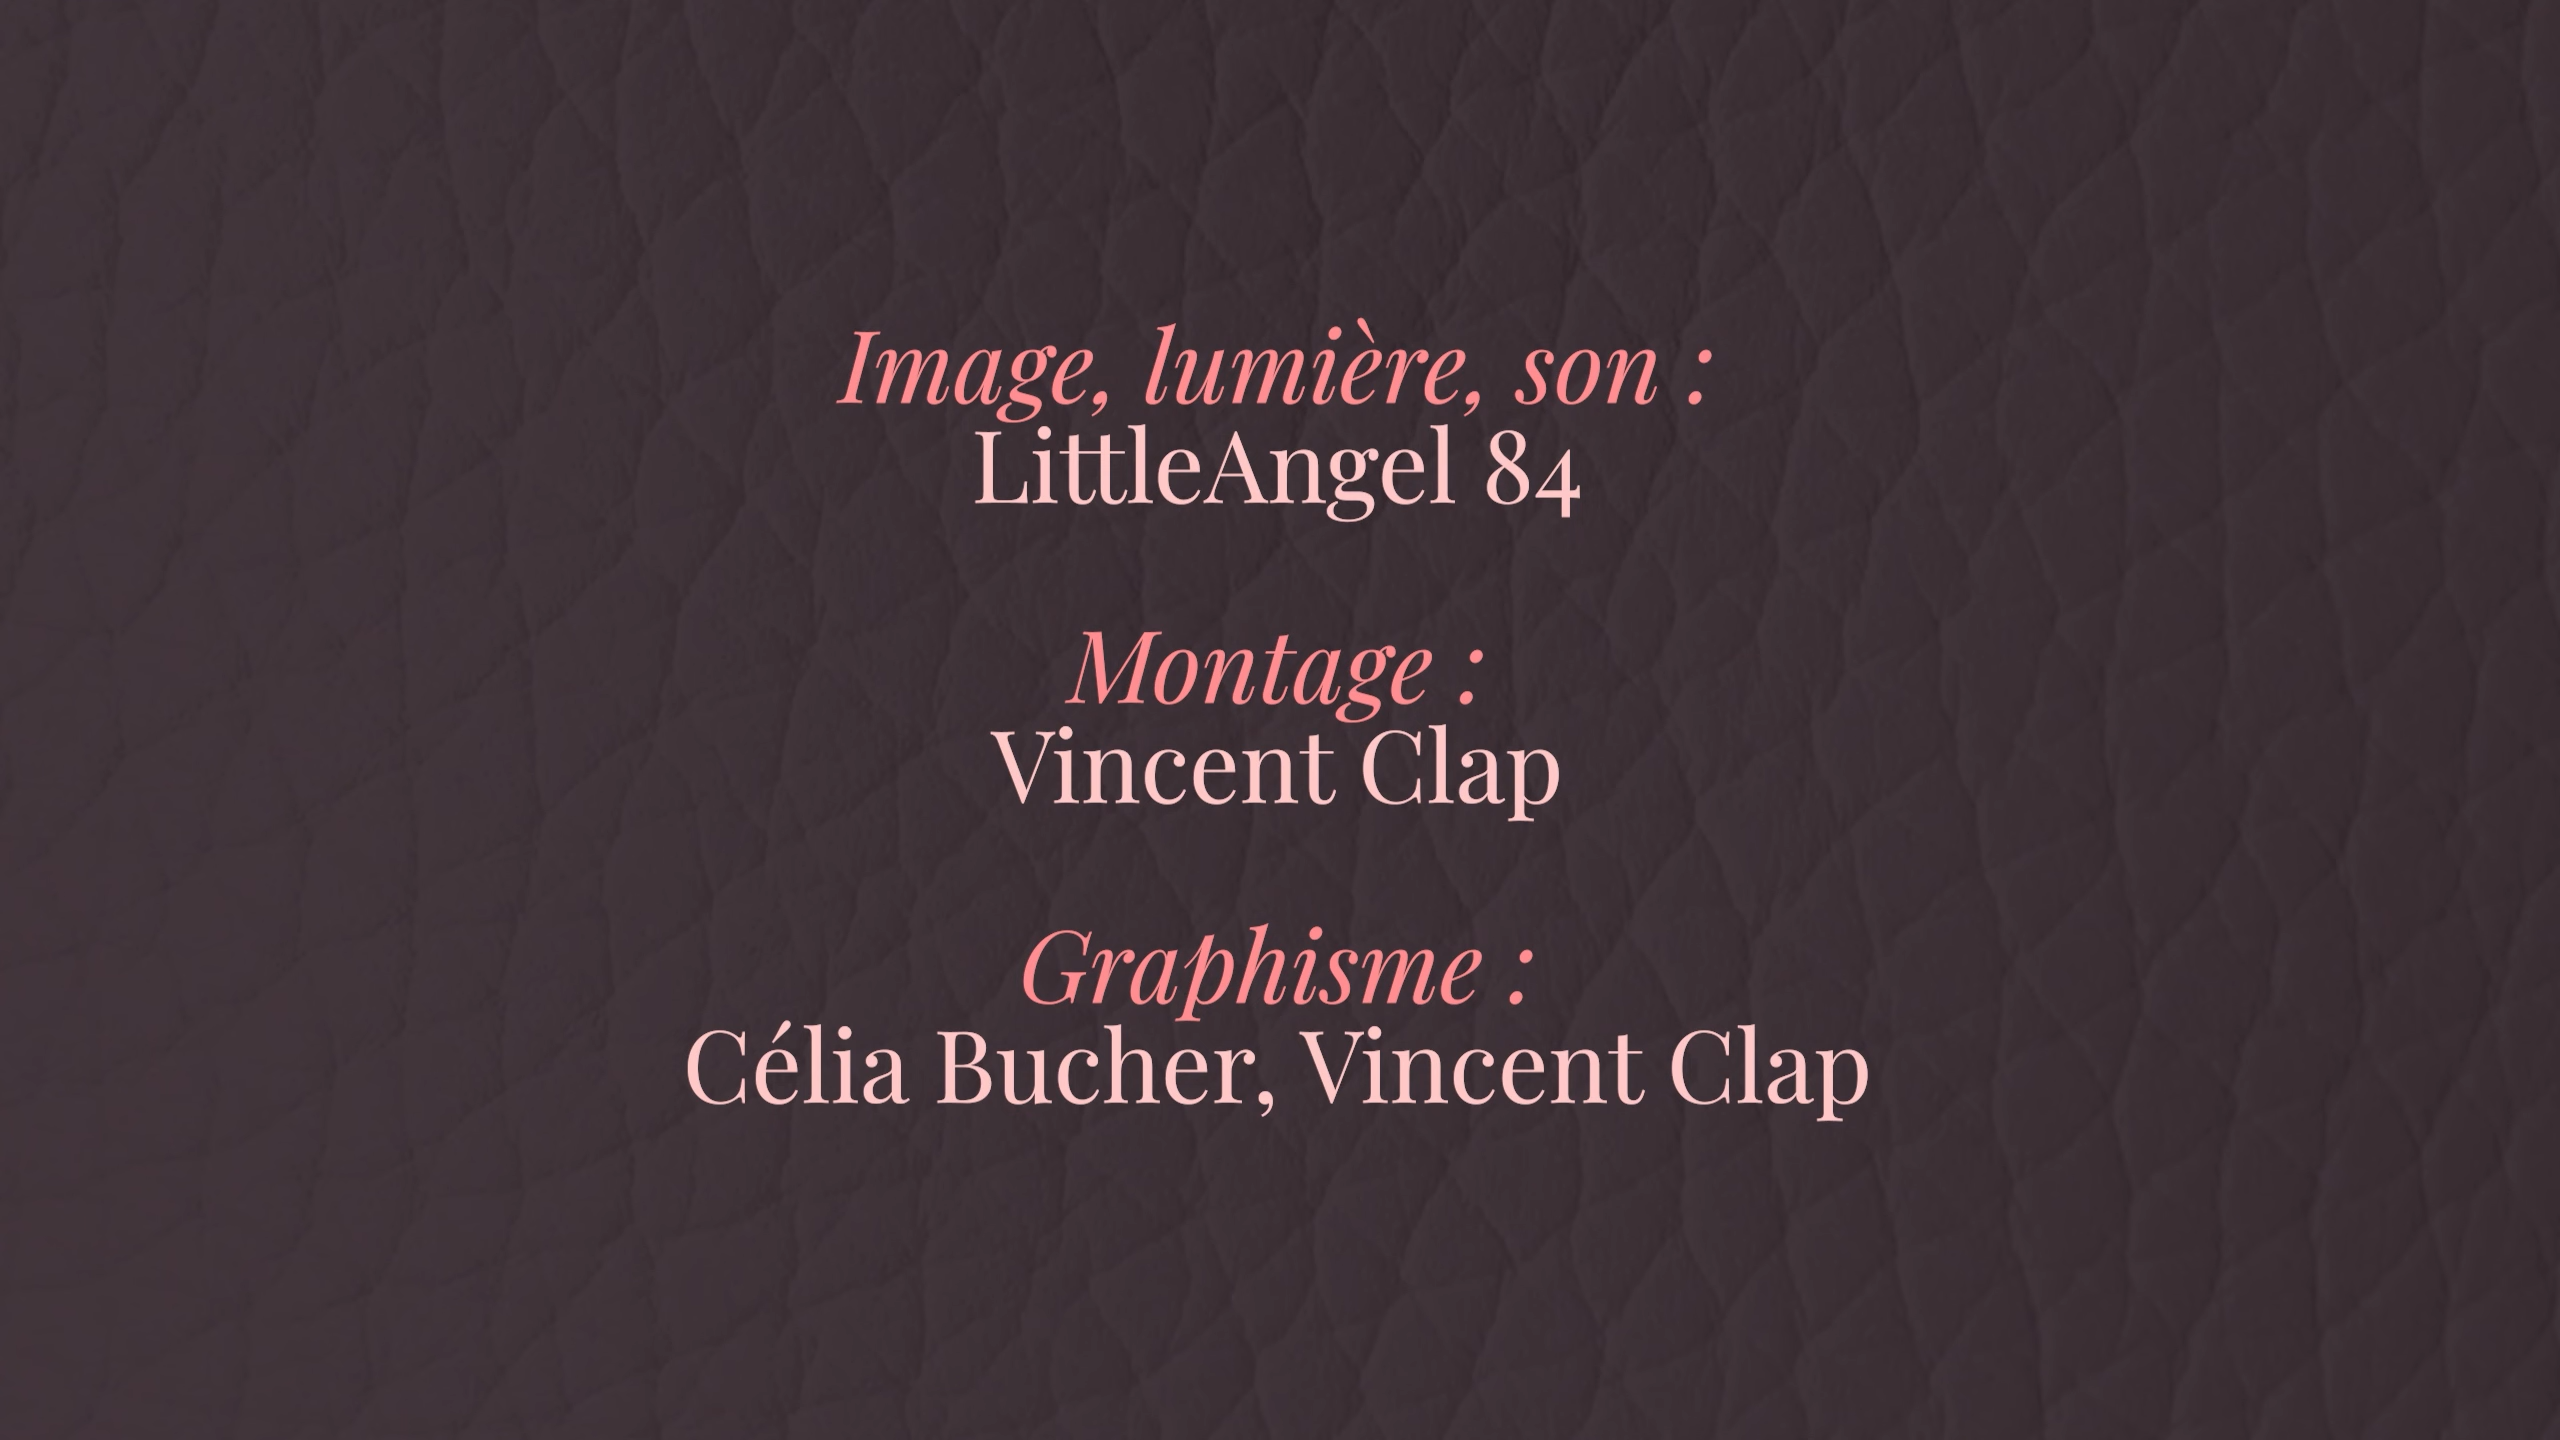 Image, lumière, son :
LittleAngel 84
Montage :
Vincent Clap
Graphisme :
Célia Bucher, Vincent Clap